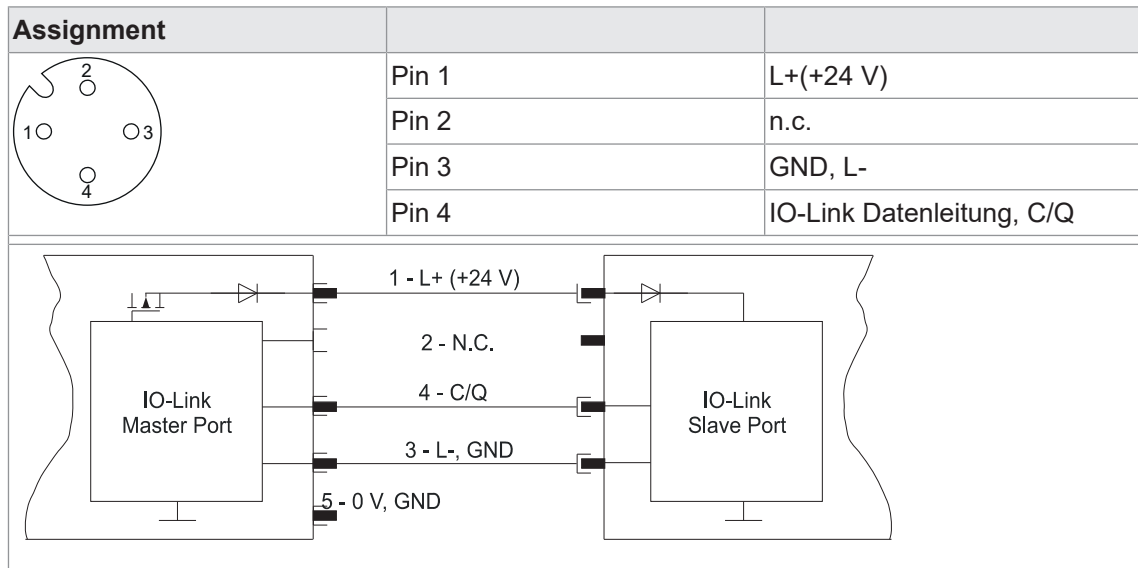 Assignment
2
1
3
4
Pin 1 L+(+24 V)
Pin 2 n.c.
Pin 3 GND, L-
Pin 4 IO-Link Datenleitung, C/Q
1 - L+ (+24 V)
2 - N.C.
IO-Link
Master Port
4 - C/Q
IO-Link
Slave Port
3 - L-, GND
5 - 0 V, GND